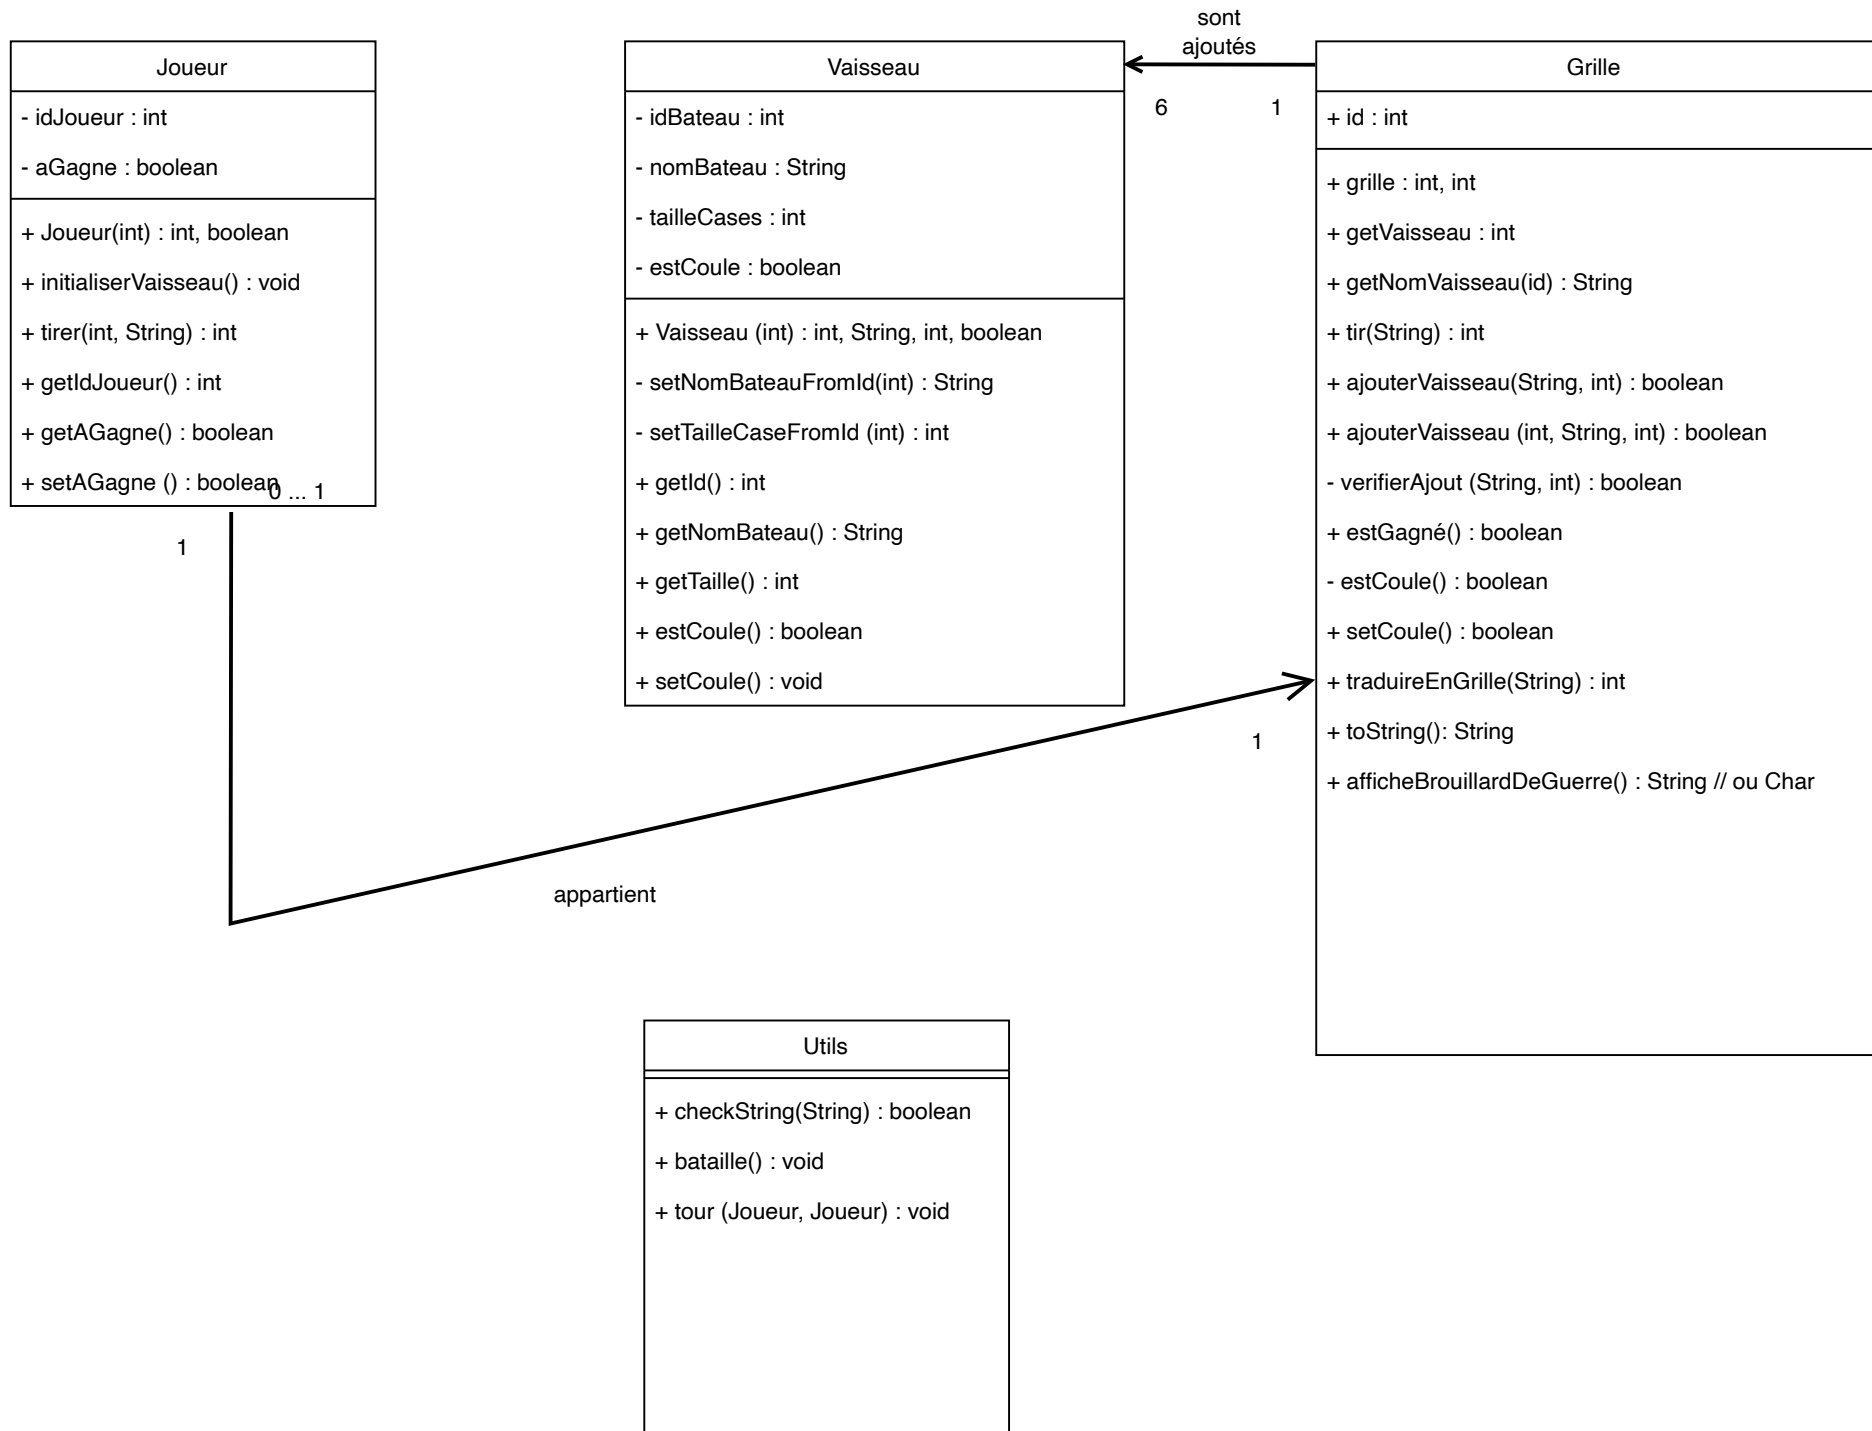 Joueur
- idJoueur : int
- aGagne : boolean
+ Joueur(int) : int, boolean
+ initialiserVaisseau() : void
+ tirer(int, String) : int
+ getIdJoueur() : int
+ getAGagne() : boolean
+ setAGagne () : boolean
0 ... 1
1
Vaisseau
- idBateau : int
- nomBateau : String
- tailleCases : int
- estCoule : boolean
+ Vaisseau (int) : int, String, int, boolean
- setNomBateauFromId(int) : String
- setTailleCaseFromId (int) : int
+ getId() : int
+ getNomBateau() : String
+ getTaille() : int
+ estCoule() : boolean
+ setCoule() : void
sont
ajoutés
6
1
Grille
+ id : int
+ grille : int, int
+ getVaisseau : int
+ getNomVaisseau(id) : String
+ tir(String) : int
+ ajouterVaisseau(String, int) : boolean
+ ajouterVaisseau (int, String, int) : boolean
- verifierAjout (String, int) : boolean
+ estGagné() : boolean
- estCoule() : boolean
+ setCoule() : boolean
+ traduireEnGrille(String) : int
+ toString(): String
+ afficheBrouillardDeGuerre() : String // ou Char
1
appartient
Utils
+ checkString(String) : boolean
+ bataille() : void
+ tour (Joueur, Joueur) : void